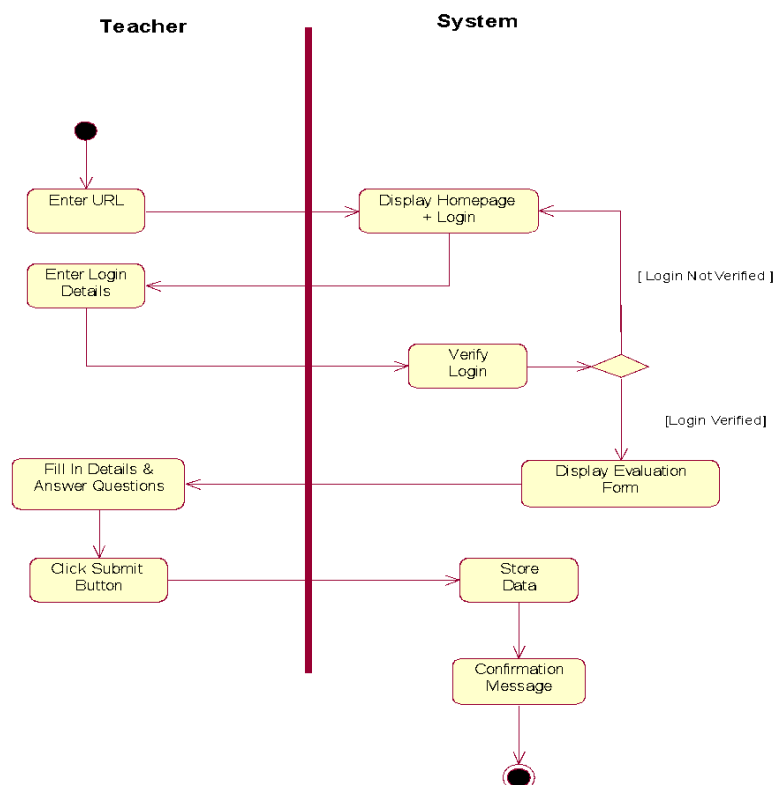 Teacher
System
Enter URL
Display Homepage
+ Login
Enter Login
Details
[ Login Not Verified ]
Verify
Login
[Login Verified]
Fill In Details &
Answer Questions
Display Evaluation
Form
Click Submit
Button
Store
Data
Confirmation
Message